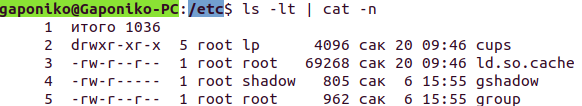 gaponiko@Gaponiko-PC:/etc$ ls -lt | cat -n
1 итого 1036
2 drwxr-xr-x 5 root lp 4096 сак 20 09:46 cups
3 -rw-r--r-- 1 root root 69268 сак 20 09:46 ld.so.cache
4 -rw-r----- 1 root shadow 805 сак 6 15:55 gshadow
5 -rw-r--r-- 1 root root 962 сак 6 15:55 group